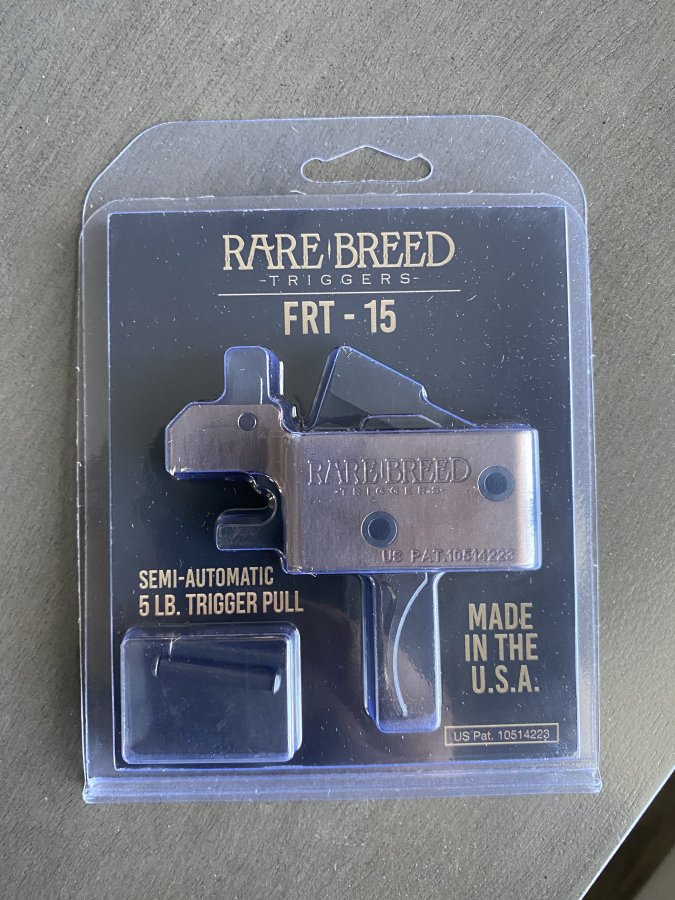 RARE BREED
-TRIGGERS-
FRT - 15
RARE BREED
-TRIGGERS-
US PAT.10514223
SEMI-AUTOMATIC
5 LB. TRIGGER PULL
MADE
IN THE
U.S.A.
US Pat. 10514223